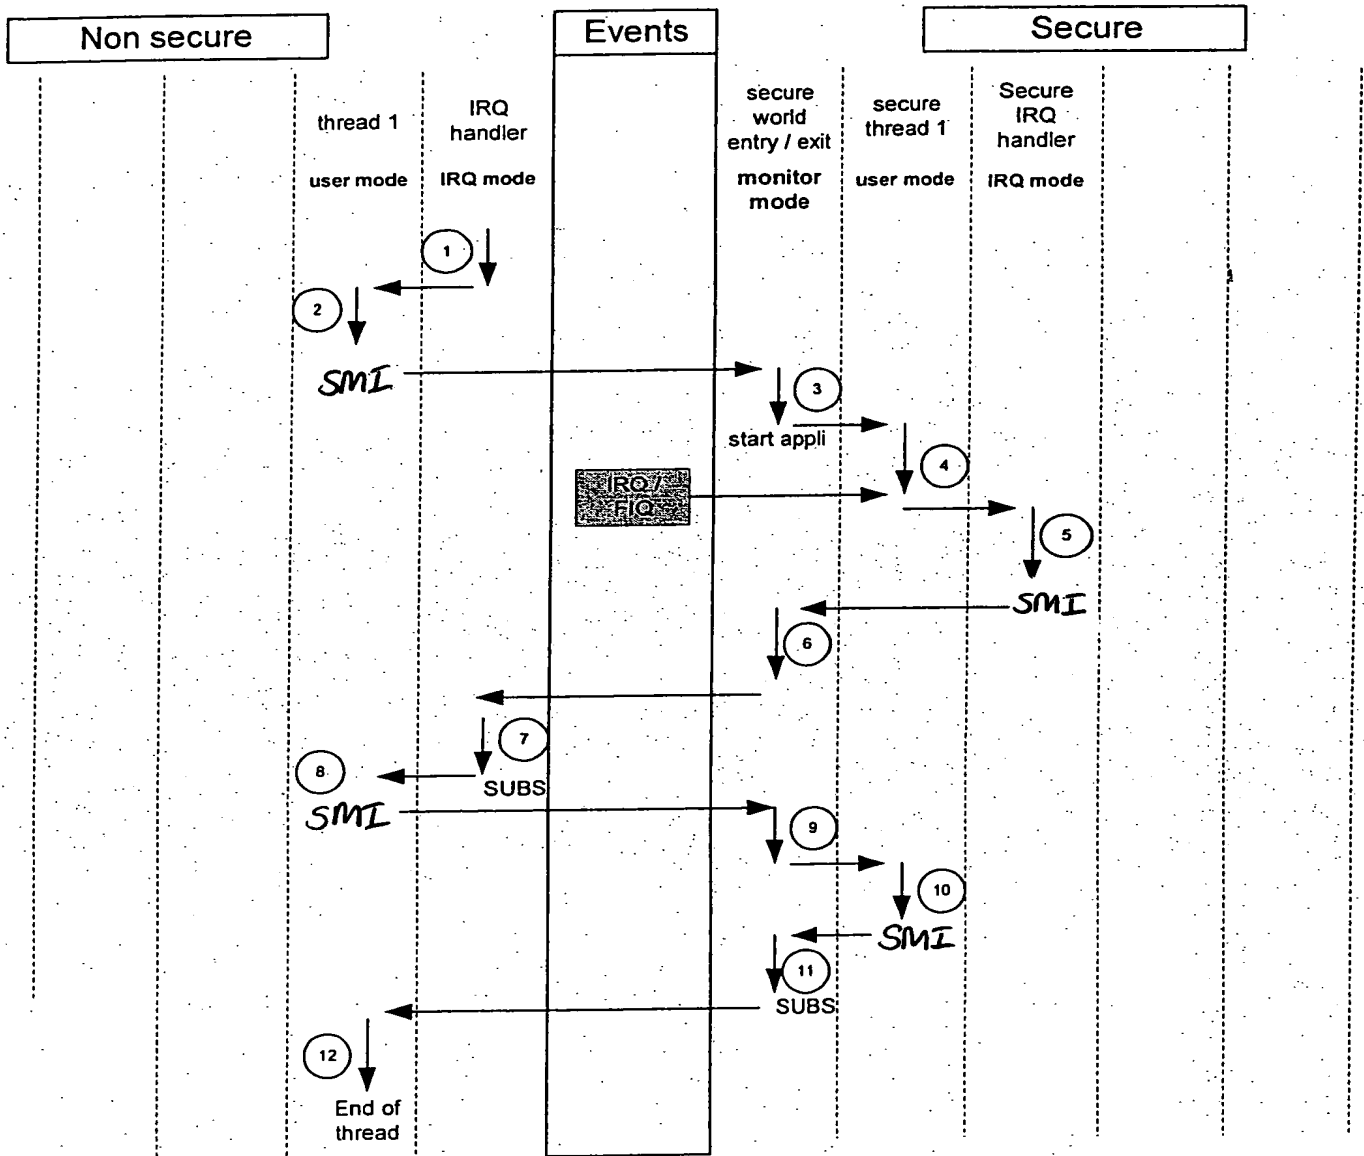 Non secure
Events
Secure
thread 1
user mode
IRQ
handler
IRQ mode
secure
world
entry / exit
monitor
mode
secure
thread 1
user mode
Secure
IRQ
handler
IRQ mode
1
2
SMI
3
start appli
IRQ /
FIQ
4
5
SMI
6
7
SUBS
8
SMI
9
10
SMI
11
SUBS
12
End of
thread